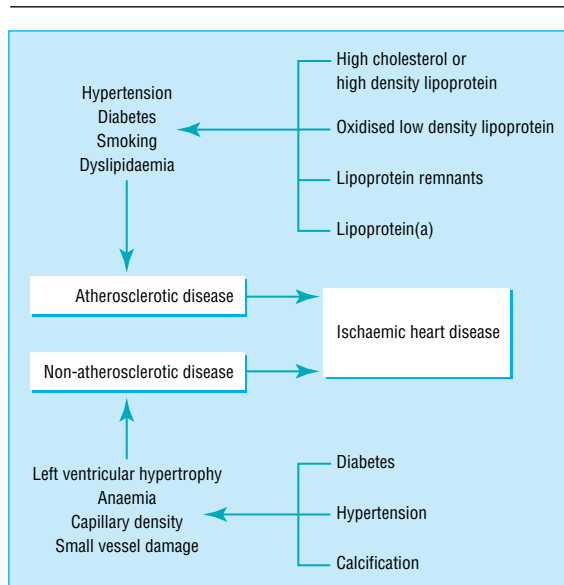 High cholesterol or
high density lipoprotein
Hypertension
Diabetes
Smoking
Dyslipidaemia
Oxidised low density lipoprotein
Lipoprotein remnants
Lipoprotein(a)
Atherosclerotic disease
Ischaemic heart disease
Non-atherosclerotic disease
Left ventricular hypertrophy
Anaemia
Capillary density
Small vessel damage
Diabetes
Hypertension
Calcification